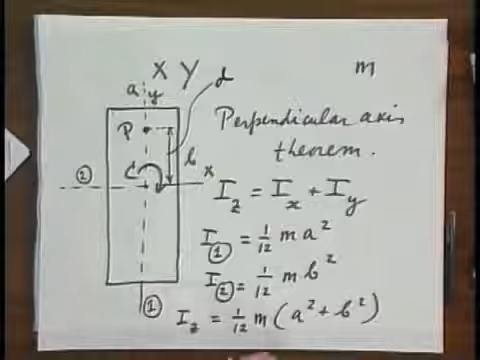 X Y d m
a
y
P
b
Perpendicular axis
theorem.
C
2
x
I_z = I_x + I_y
I_① = 1/12 m a²
I_② = 1/12 m b²
①
I_z = 1/12 m (a² + b²)